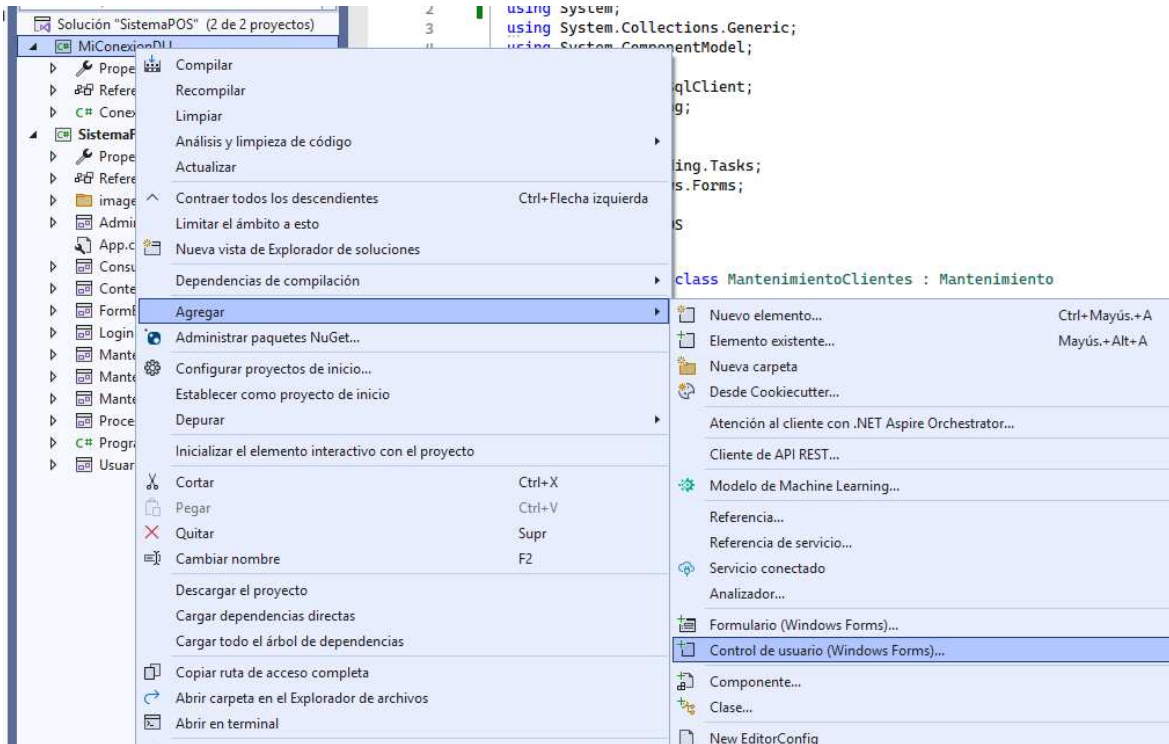 Solución "SistemaPOS" (2 de 2 proyectos)
MiConexionDLL
Prope
Refere
C# Conex
SistemaP
Prope
Refere
image
Admi
App.c
Consu
Conte
Login
Mante
Mante
Mante
Proce
C# Progra
Usuar
Compilar
Recompilar
Limpiar
Análisis y limpieza de código
Actualizar
Contraer todos los descendientes Ctrl+Flecha izquierda
Limitar el ámbito a esto
Nueva vista de Explorador de soluciones
Dependencias de compilación
Agregar
Administrar paquetes NuGet...
Configurar proyectos de inicio...
Establecer como proyecto de inicio
Depurar
Inicializar el elemento interactivo con el proyecto
Cortar Ctrl+X
Pegar Ctrl+V
Quitar Supr
Cambiar nombre F2
Descargar el proyecto
Cargar dependencias directas
Cargar todo el árbol de dependencias
Copiar ruta de acceso completa
Abrir carpeta en el Explorador de archivos
Abrir en terminal
2 using System;
3 using System.Collections.Generic;
using System.ComponentModel;
qlClient;
g;
ing.Tasks;
s.Forms;
class MantenimientoClientes : Mantenimiento
Nuevo elemento... Ctrl+Mayús.+A
Elemento existente... Mayús.+Alt+A
Nueva carpeta
Desde Cookiecutter...
Atención al cliente con .NET Aspire Orchestrator...
Cliente de API REST...
Modelo de Machine Learning...
Referencia...
Referencia de servicio...
Servicio conectado
Analizador...
Formulario (Windows Forms)...
Control de usuario (Windows Forms)...
Componente...
Clase...
New EditorConfig